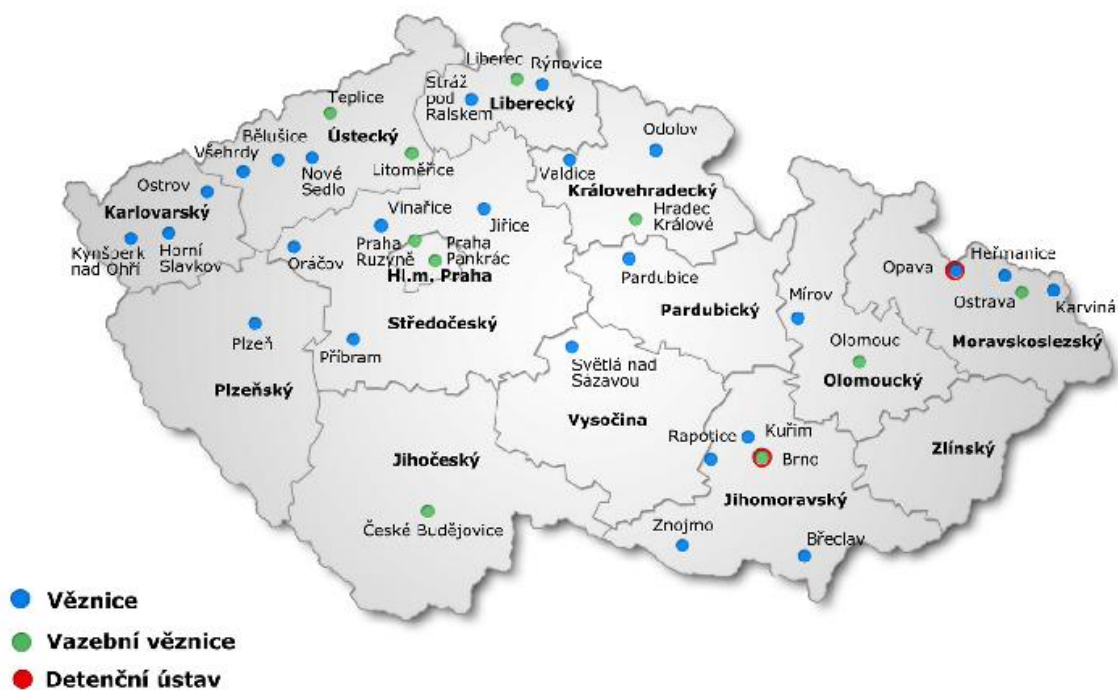 Liberec
Rýnovice
Stráž
pod
Ralskem
Liberecký
Teplice
Ústecký
Bělušice
Všehrdy
Nové
Sedlo
Litoměřice
Odolov
Valdice
Královehradecký
Hradec
Králové
Ostrov
Karlovarský
Kynšperk
nad Ohří
Horní
Slavkov
Vinařice
Jiřice
Oráčov
Praha
Ruzyně
Praha
Pankrác
Hl.m. Praha
Středočeský
Příbram
Pardubice
Pardubický
Opava
Heřmanice
Ostrava
Karviná
Moravskoslezský
Mírov
Olomouc
Olomoucký
Plzeň
Plzeňský
Světlá nad
Sázavou
Vysočina
Rapotice
Kuřim
Brno
Zlínský
Jihočeský
Jihomoravský
České Budějovice
Znojmo
Břeclav
Věznice
Vazební věznice
Detenční ústav